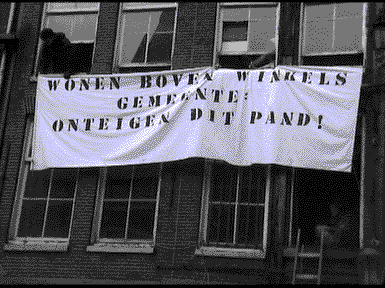 WONEN BOVEN WINKELS
GEMEENTE:
ONTEIGEN DIT PAND!